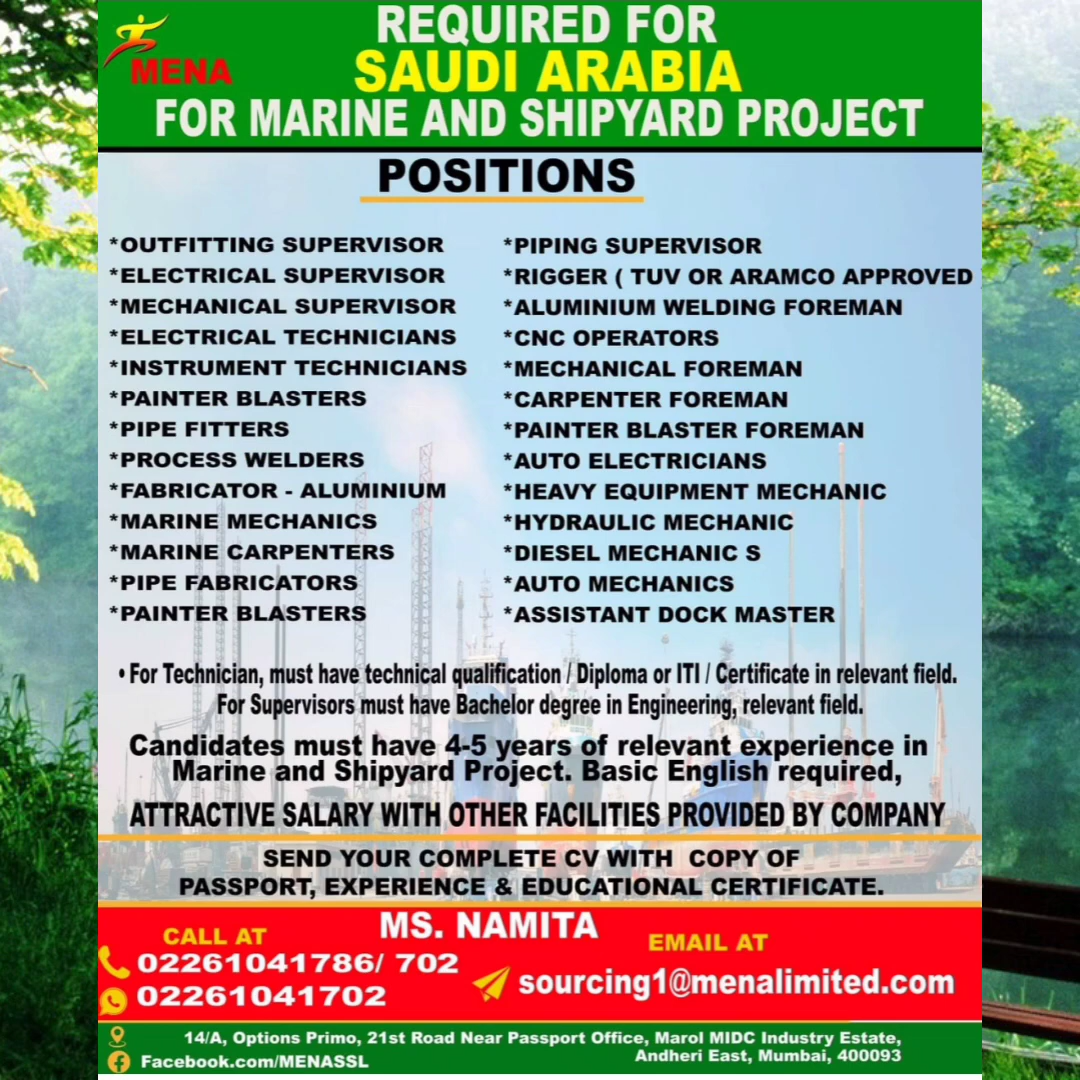 MENA
REQUIRED FOR
SAUDI ARABIA
FOR MARINE AND SHIPYARD PROJECT
POSITIONS
*OUTFITTING SUPERVISOR
*ELECTRICAL SUPERVISOR
*MECHANICAL SUPERVISOR
*ELECTRICAL TECHNICIANS
*INSTRUMENT TECHNICIANS
*PAINTER BLASTERS
*PIPE FITTERS
*PROCESS WELDERS
*FABRICATOR - ALUMINIUM
*MARINE MECHANICS
*MARINE CARPENTERS
*PIPE FABRICATORS
*PAINTER BLASTERS
*PIPING SUPERVISOR
*RIGGER ( TUV OR ARAMCO APPROVED
*ALUMINIUM WELDING FOREMAN
*CNC OPERATORS
*MECHANICAL FOREMAN
*CARPENTER FOREMAN
*PAINTER BLASTER FOREMAN
*AUTO ELECTRICIANS
*HEAVY EQUIPMENT MECHANIC
*HYDRAULIC MECHANIC
*DIESEL MECHANIC S
*AUTO MECHANICS
*ASSISTANT DOCK MASTER
• For Technician, must have technical qualification / Diploma or ITI / Certificate in relevant field.
For Supervisors must have Bachelor degree in Engineering, relevant field.
Candidates must have 4-5 years of relevant experience in
Marine and Shipyard Project. Basic English required,
ATTRACTIVE SALARY WITH OTHER FACILITIES PROVIDED BY COMPANY
SEND YOUR COMPLETE CV WITH COPY OF
PASSPORT, EXPERIENCE & EDUCATIONAL CERTIFICATE.
MS. NAMITA
CALL AT
02261041786/ 702
02261041702
EMAIL AT
sourcing1@menalimited.com
14/A, Options Primo, 21st Road Near Passport Office, Marol MIDC Industry Estate,
Andheri East, Mumbai, 400093
Facebook.com/MENASSL